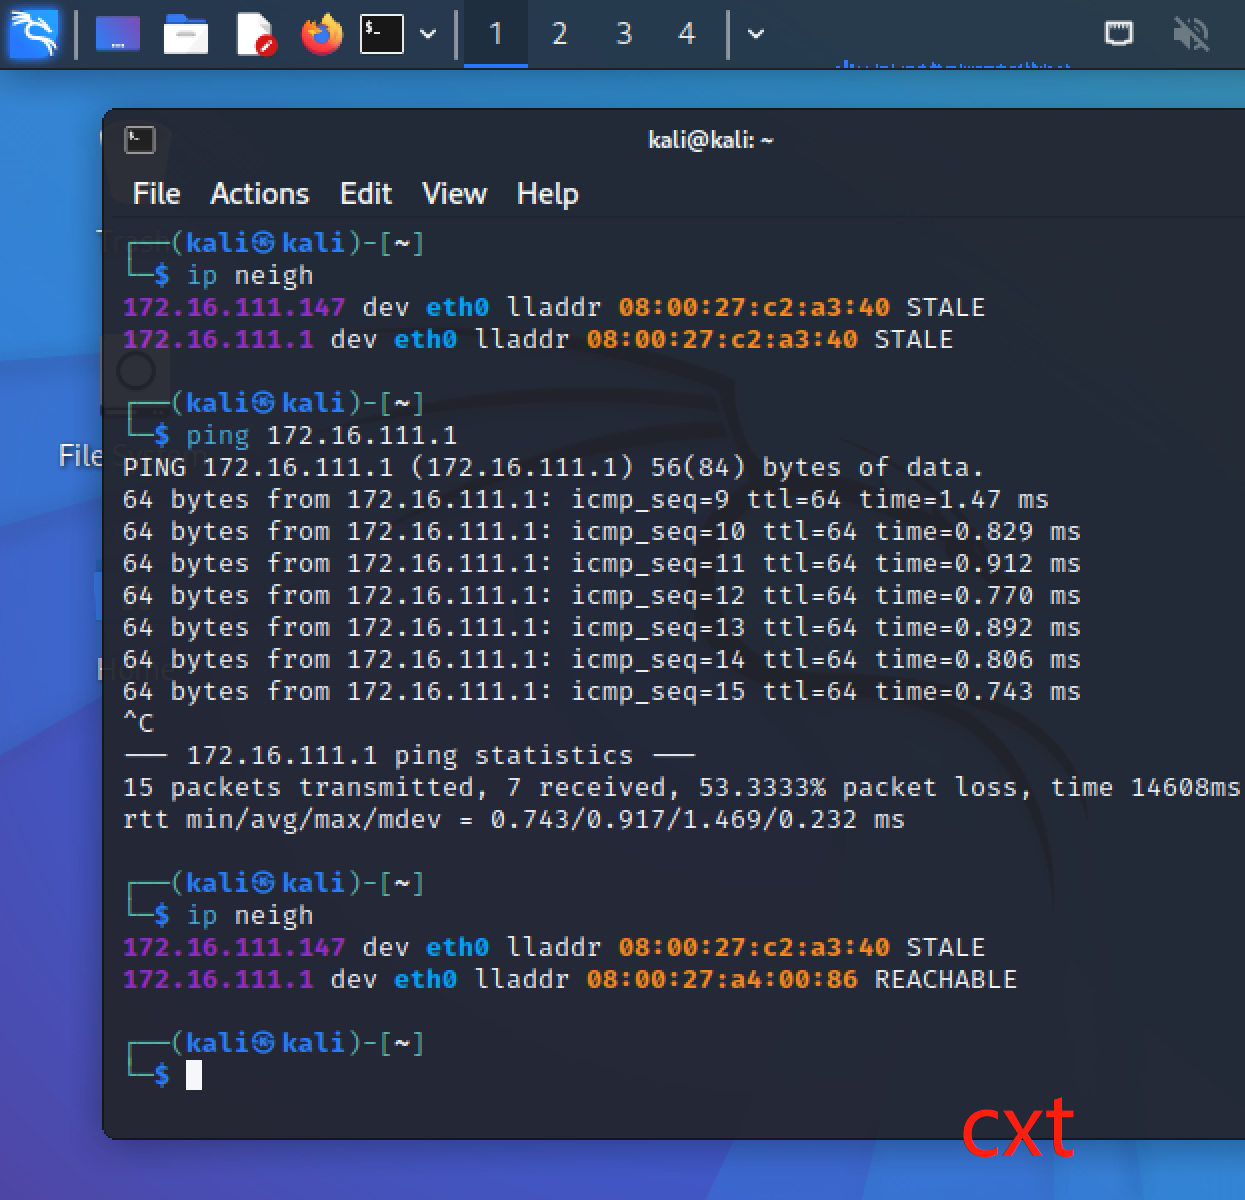 1 2 3 4
kali@kali: ~
File Actions Edit View Help
┌──(kali㉿kali)-[~]
└─$ ip neigh
172.16.111.147 dev eth0 lladdr 08:00:27:c2:a3:40 STALE
172.16.111.1 dev eth0 lladdr 08:00:27:c2:a3:40 STALE
┌──(kali㉿kali)-[~]
└─$ ping 172.16.111.1
File System
PING 172.16.111.1 (172.16.111.1) 56(84) bytes of data.
64 bytes from 172.16.111.1: icmp_seq=9 ttl=64 time=1.47 ms
64 bytes from 172.16.111.1: icmp_seq=10 ttl=64 time=0.829 ms
64 bytes from 172.16.111.1: icmp_seq=11 ttl=64 time=0.912 ms
64 bytes from 172.16.111.1: icmp_seq=12 ttl=64 time=0.770 ms
64 bytes from 172.16.111.1: icmp_seq=13 ttl=64 time=0.892 ms
64 bytes from 172.16.111.1: icmp_seq=14 ttl=64 time=0.806 ms
64 bytes from 172.16.111.1: icmp_seq=15 ttl=64 time=0.743 ms
^C
── 172.16.111.1 ping statistics ──
15 packets transmitted, 7 received, 53.3333% packet loss, time 14608ms
rtt min/avg/max/mdev = 0.743/0.917/1.469/0.232 ms
┌──(kali㉿kali)-[~]
└─$ ip neigh
172.16.111.147 dev eth0 lladdr 08:00:27:c2:a3:40 STALE
172.16.111.1 dev eth0 lladdr 08:00:27:a4:00:86 REACHABLE
┌──(kali㉿kali)-[~]
└─$
cxt